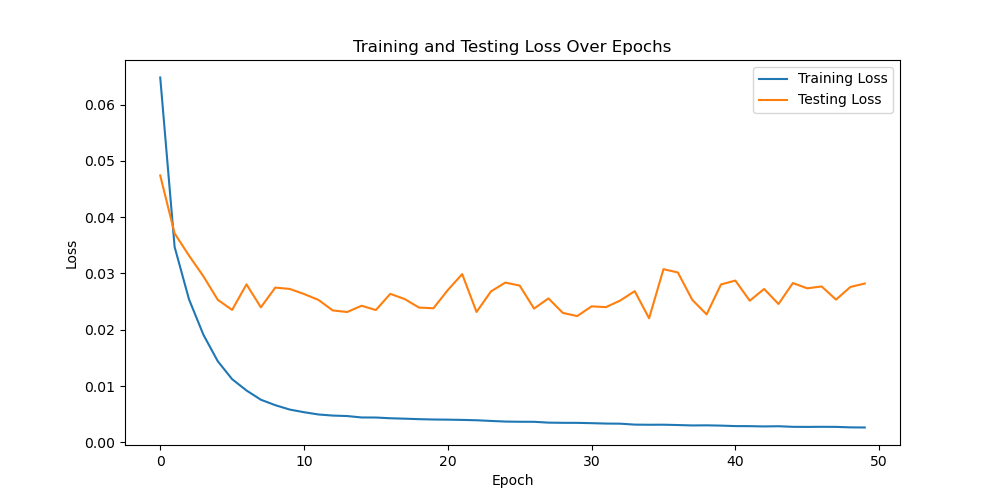 Training and Testing Loss Over Epochs
Training Loss
Testing Loss
0.06
0.05
0.04
0.03
0.02
0.01
0.00
Loss
0 10 20 30 40 50
Epoch